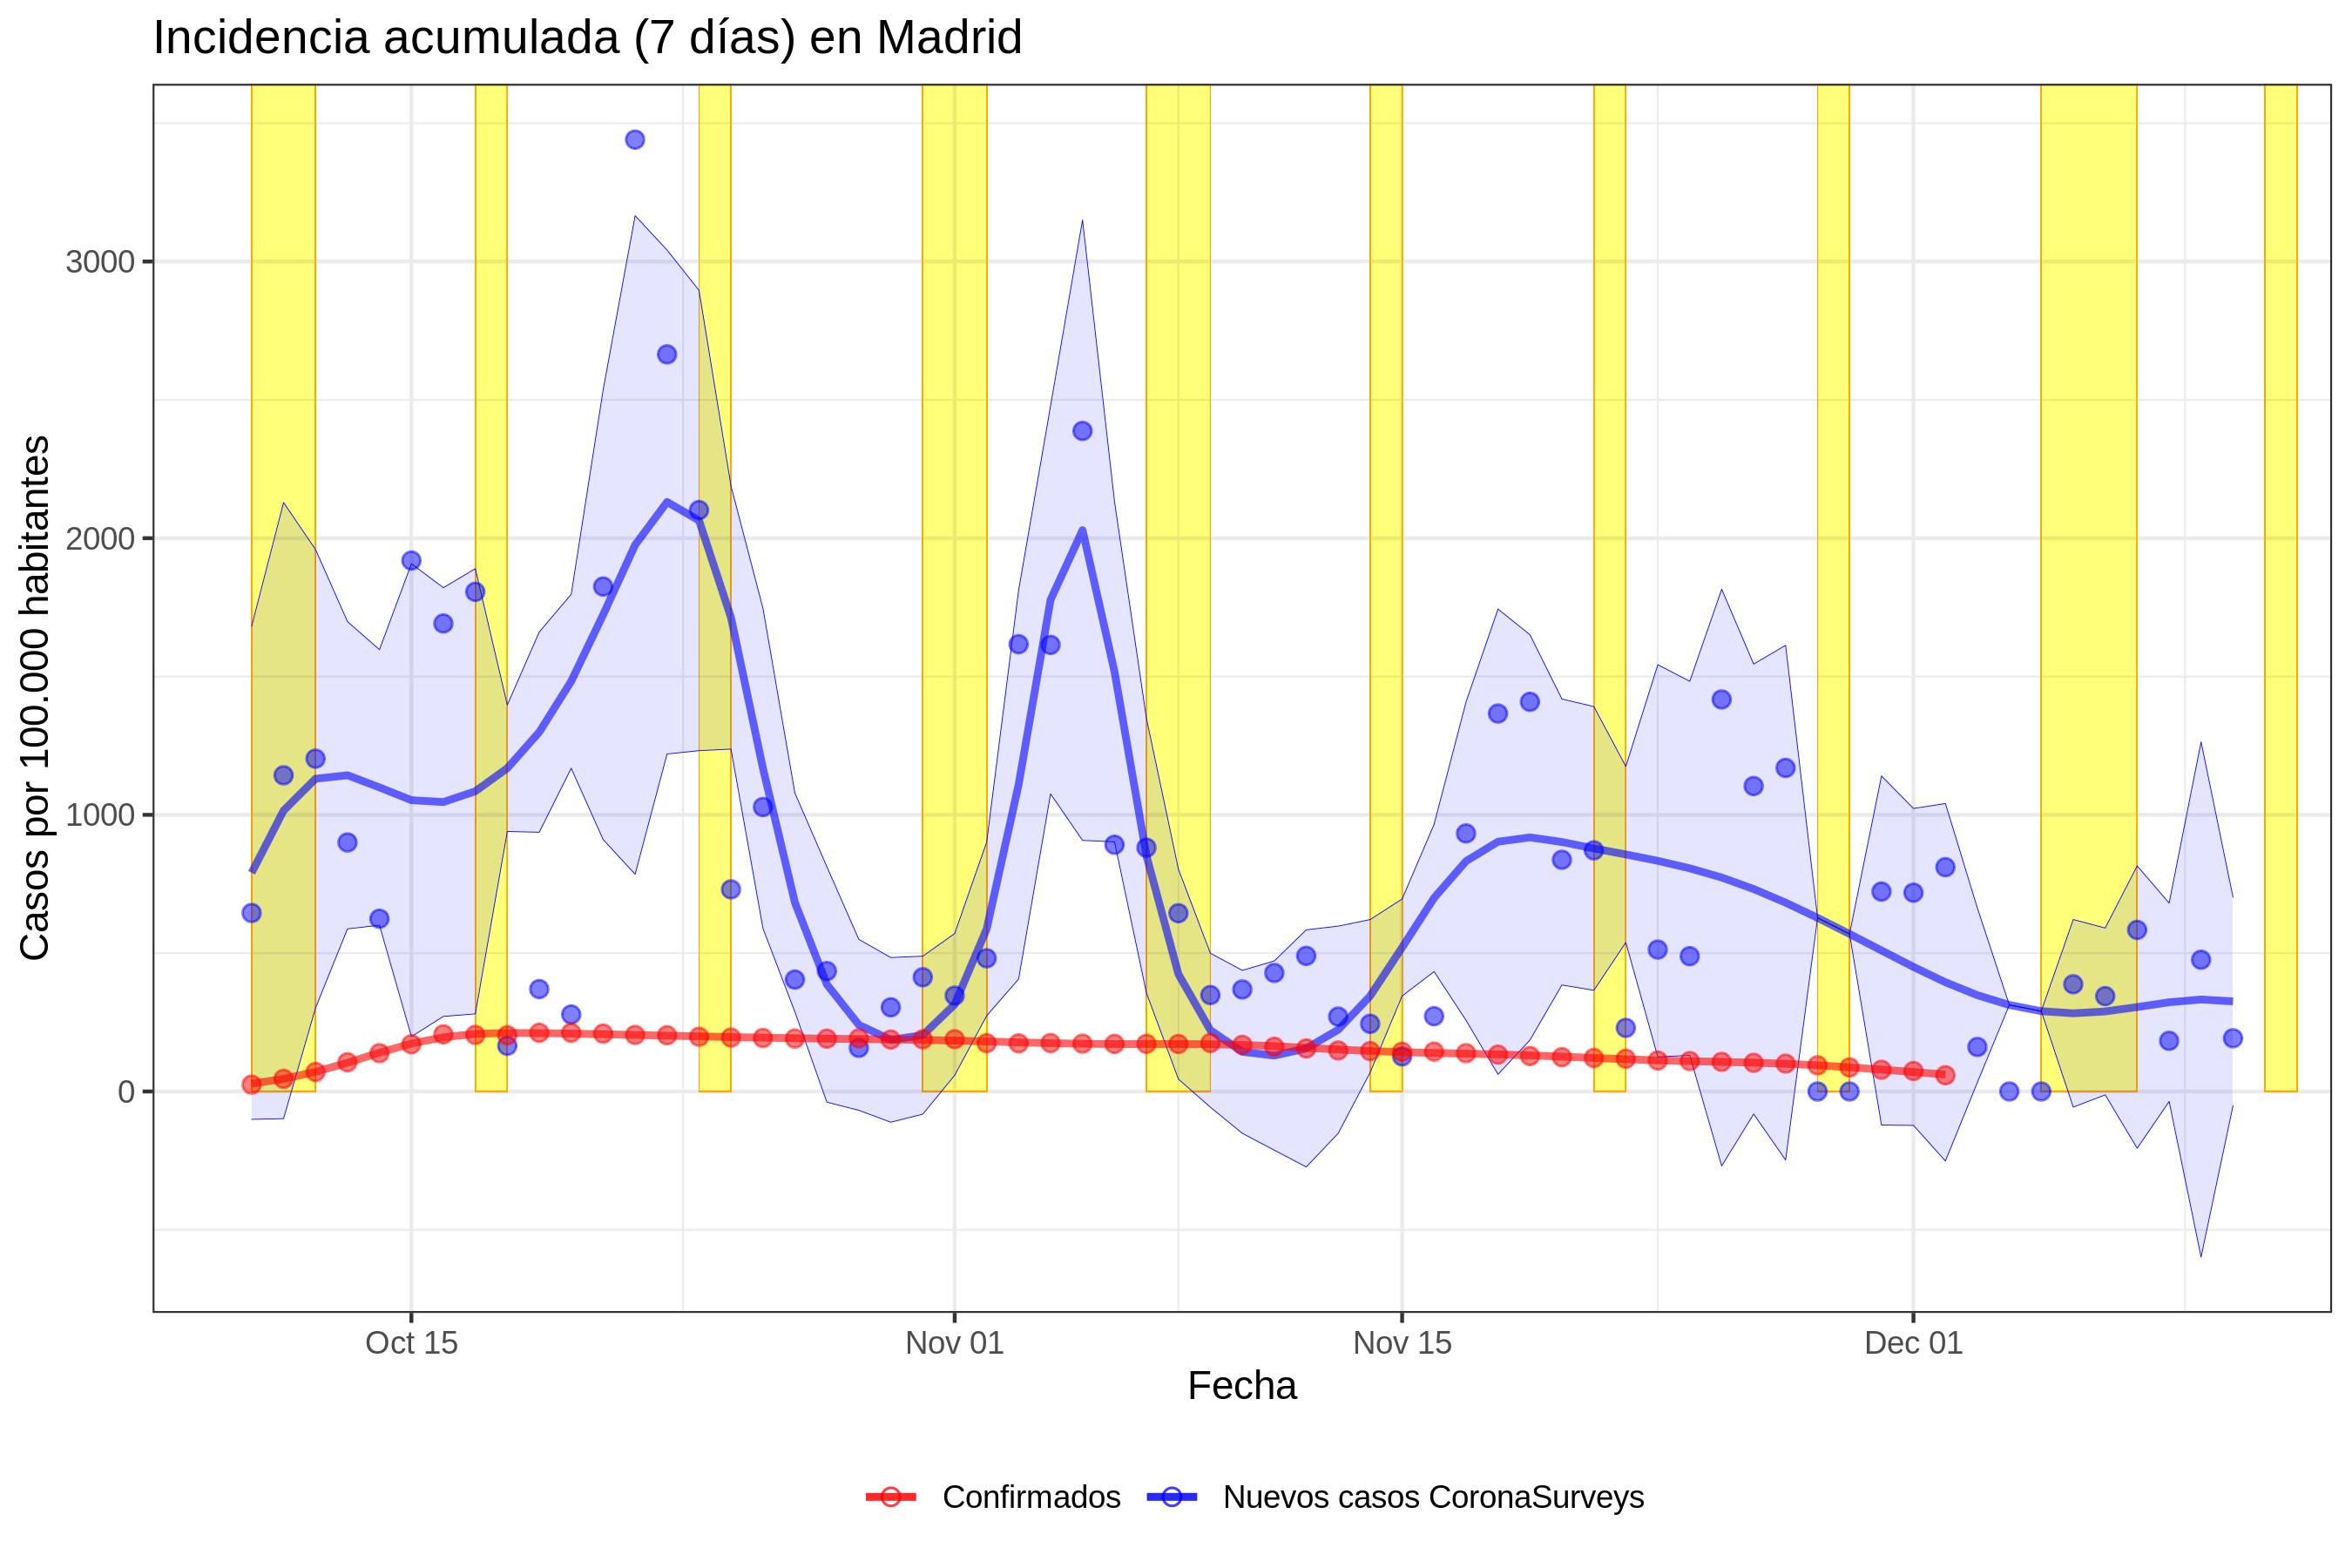 Incidencia acumulada (7 días) en Madrid
Casos por 100.000 habitantes
3000
2000
1000
0
Oct 15
Nov 01
Nov 15
Dec 01
Fecha
Confirmados
Nuevos casos CoronaSurveys